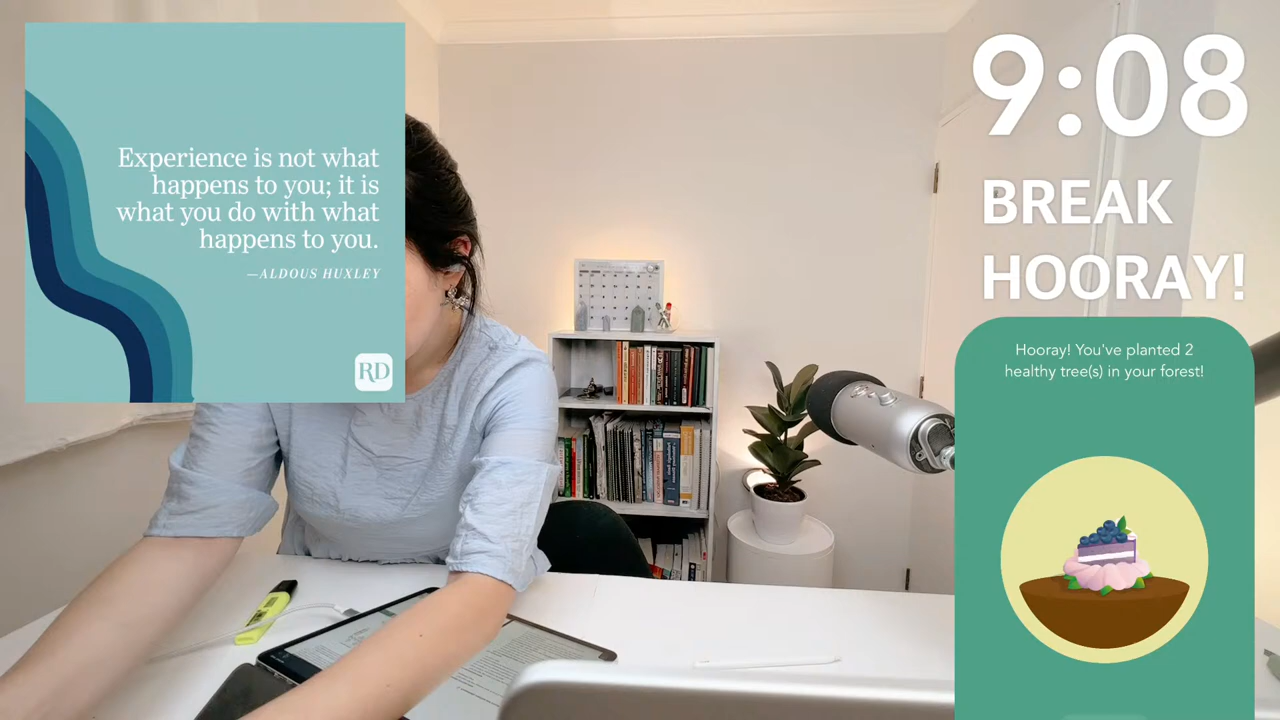 Experience is not what
happens to you; it is
what you do with what
happens to you.
—ALDOUS HUXLEY
RD
9:08
BREAK
HOORAY!
Hooray! You've planted 2
healthy tree(s) in your forest!